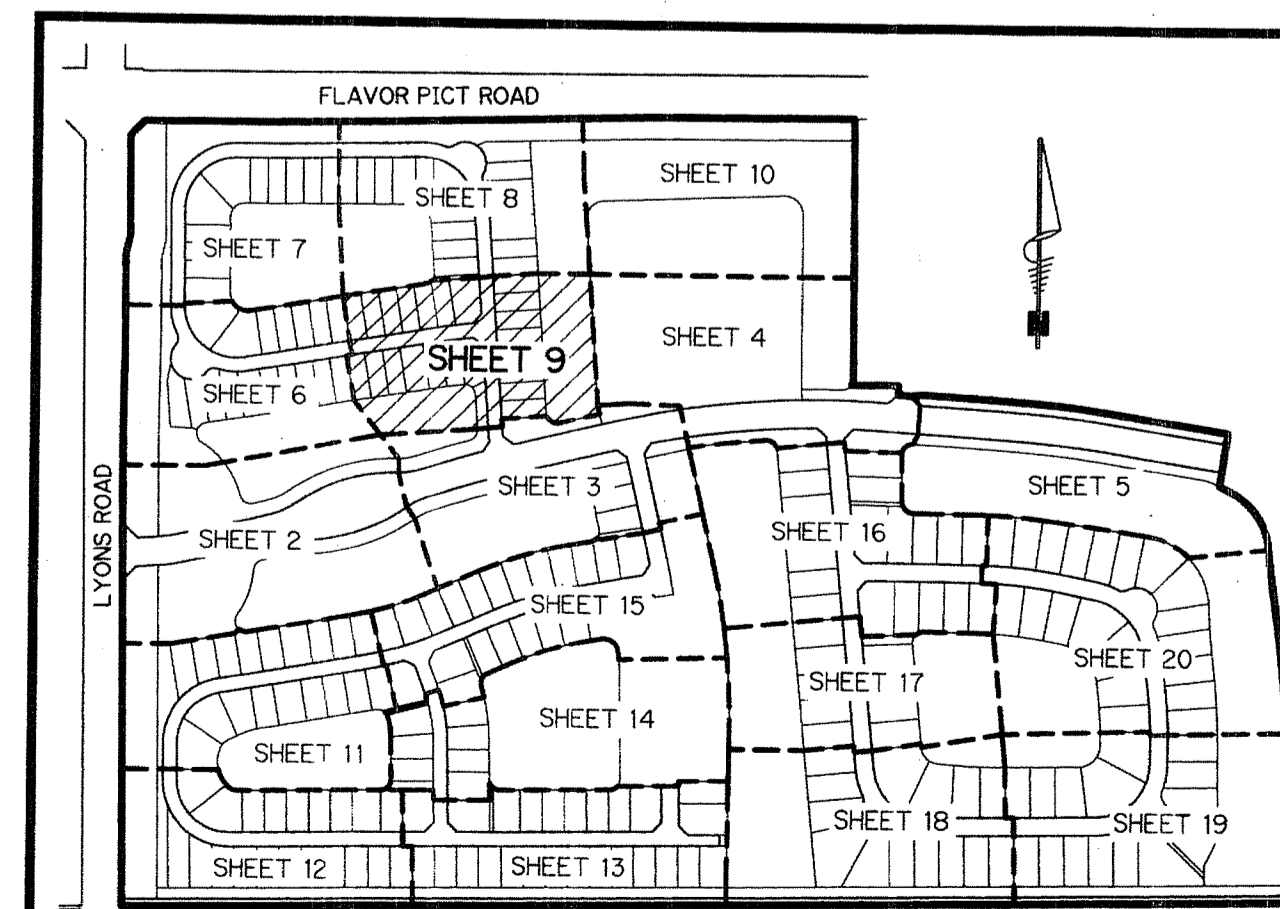 FLAVOR PICT ROAD
SHEET 10
SHEET 8
SHEET 7
SHEET 4
SHEET 9
SHEET 6
LYONS ROAD
SHEET 3
SHEET 5
SHEET 2
SHEET 16
SHEET 15
SHEET 20
SHEET 17
SHEET 14
SHEET 11
SHEET 18
SHEET 19
SHEET 12
SHEET 13
N